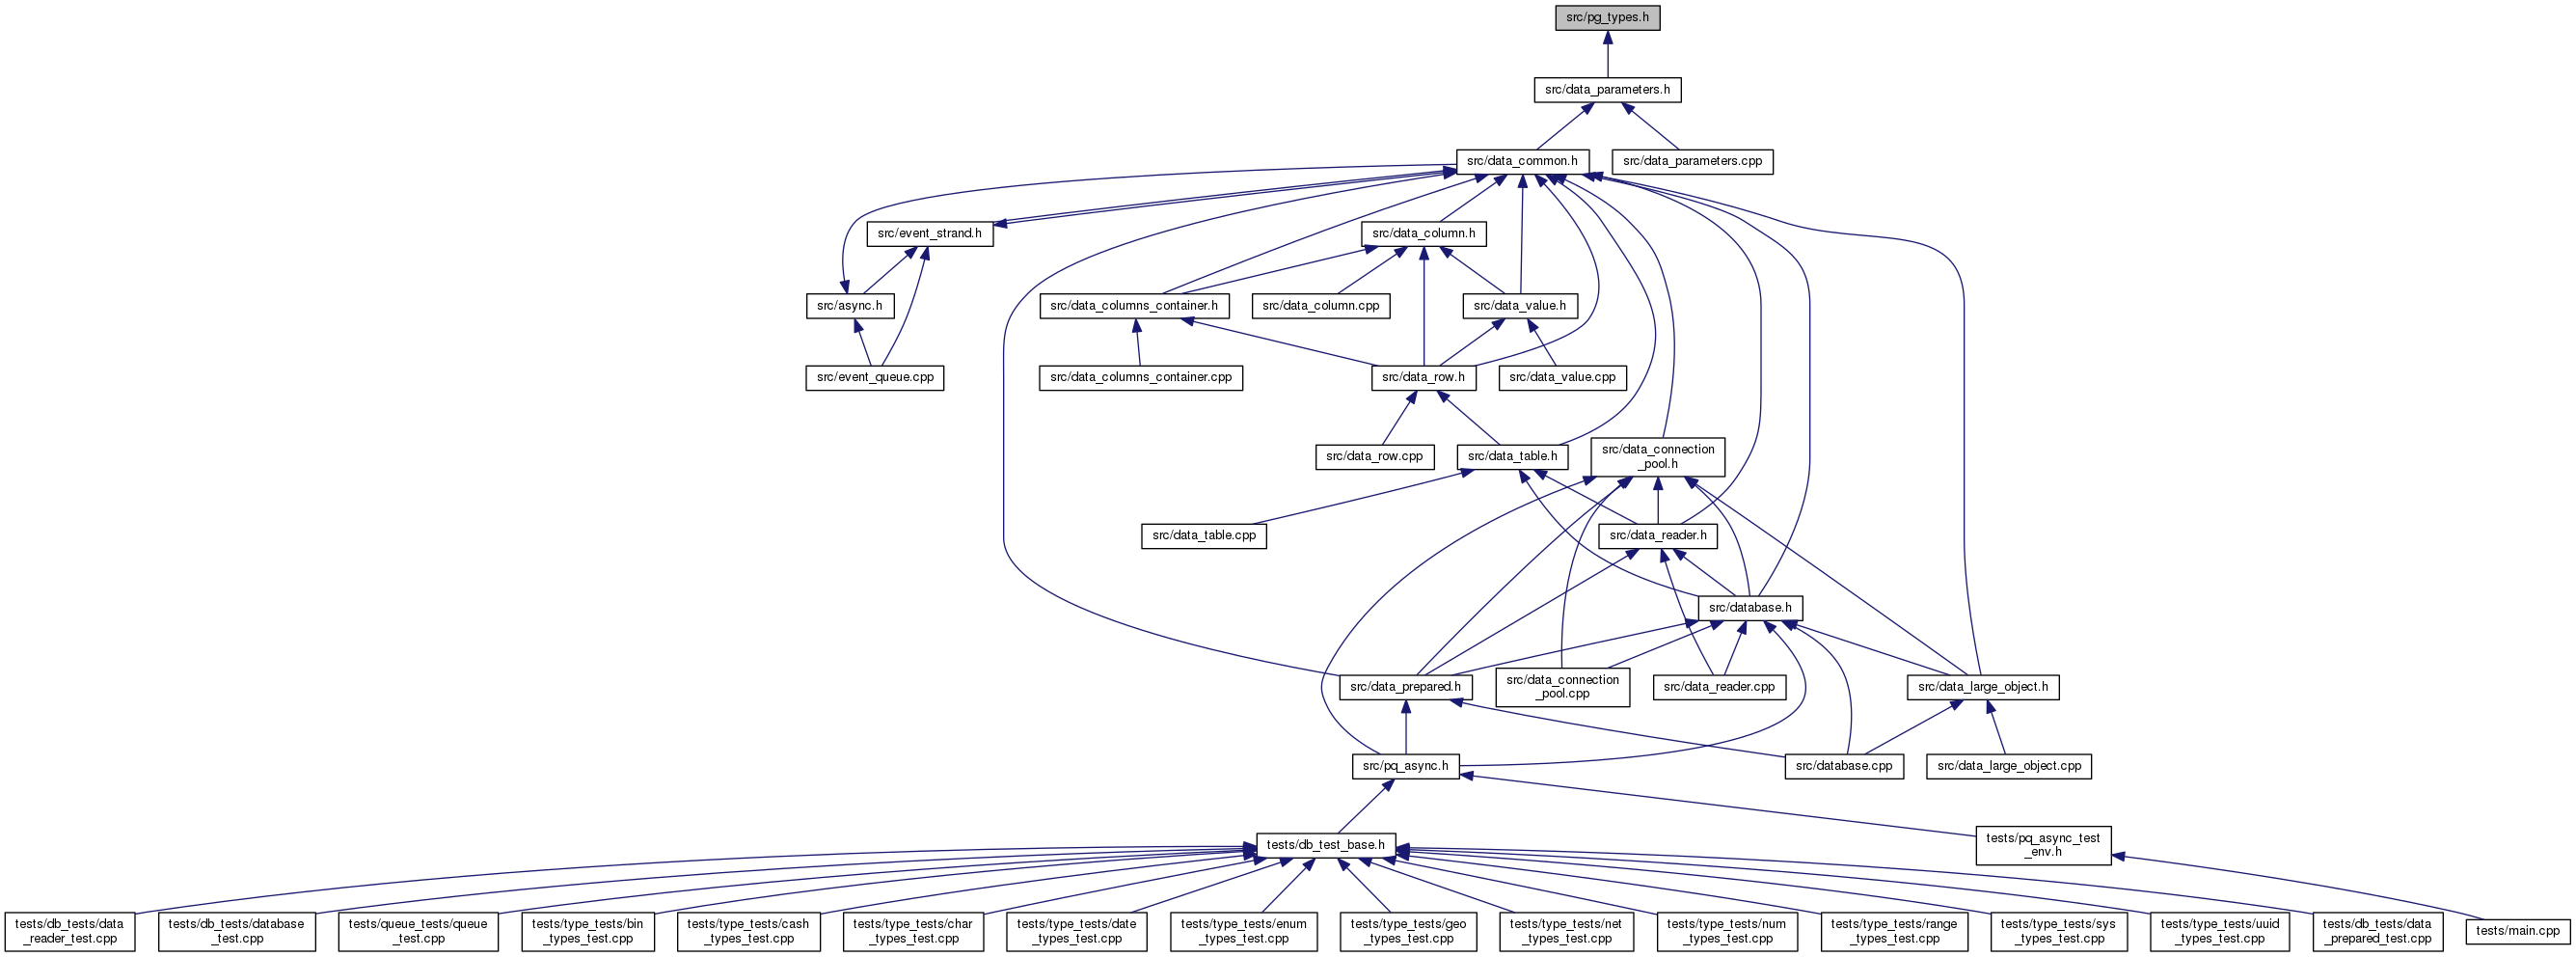 src/pg_types.h
src/data_parameters.h
src/data_common.h
src/data_parameters.cpp
src/event_strand.h
src/data_column.h
src/async.h
src/data_columns_container.h
src/data_column.cpp
src/data_value.h
src/event_queue.cpp
src/data_columns_container.cpp
src/data_row.h
src/data_value.cpp
src/data_row.cpp
src/data_table.h
src/data_connection
_pool.h
src/data_table.cpp
src/data_reader.h
src/database.h
src/data_prepared.h
src/data_connection
_pool.cpp
src/data_reader.cpp
src/data_large_object.h
src/pq_async.h
src/database.cpp
src/data_large_object.cpp
tests/db_test_base.h
tests/pq_async_test
_env.h
tests/db_tests/data
_reader_test.cpp
tests/db_tests/database
_test.cpp
tests/queue_tests/queue
_test.cpp
tests/type_tests/bin
_types_test.cpp
tests/type_tests/cash
_types_test.cpp
tests/type_tests/char
_types_test.cpp
tests/type_tests/date
_types_test.cpp
tests/type_tests/enum
_types_test.cpp
tests/type_tests/geo
_types_test.cpp
tests/type_tests/net
_types_test.cpp
tests/type_tests/num
_types_test.cpp
tests/type_tests/range
_types_test.cpp
tests/type_tests/sys
_types_test.cpp
tests/type_tests/uuid
_types_test.cpp
tests/db_tests/data
_prepared_test.cpp
tests/main.cpp